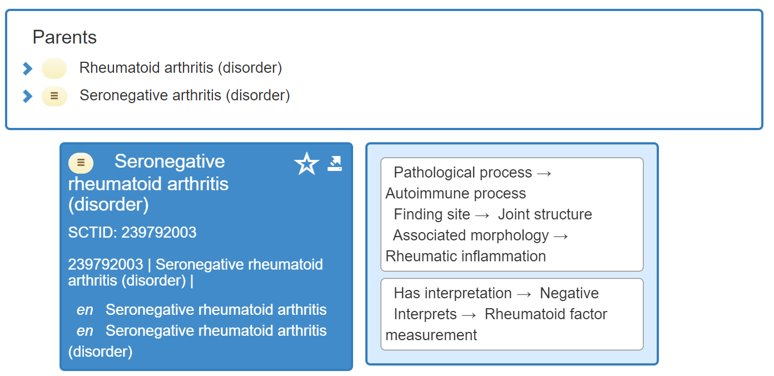 Parents
Rheumatoid arthritis (disorder)
Seronegative arthritis (disorder)
Seronegative
rheumatoid arthritis
(disorder)
SCTID: 239792003
239792003 | Seronegative rheumatoid
arthritis (disorder) |
en Seronegative rheumatoid arthritis
en Seronegative rheumatoid arthritis
(disorder)
Pathological process →
Autoimmune process
Finding site → Joint structure
Associated morphology →
Rheumatic inflammation
Has interpretation → Negative
Interprets → Rheumatoid factor
measurement